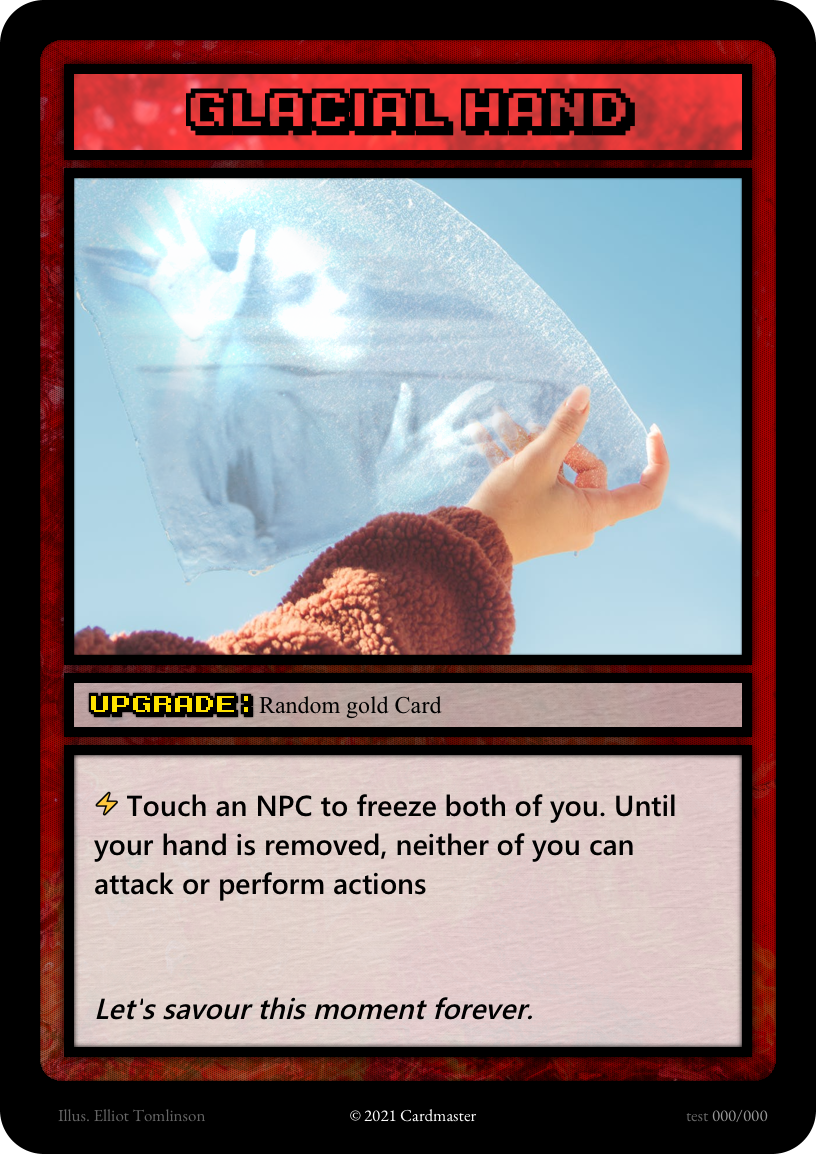 GLACIAL HAND
UPGRADE: Random gold Card
⚡ Touch an NPC to freeze both of you. Until
your hand is removed, neither of you can
attack or perform actions
Let's savour this moment forever.
Illus. Elliot Tomlinson © 2021 Cardmaster test 000/000